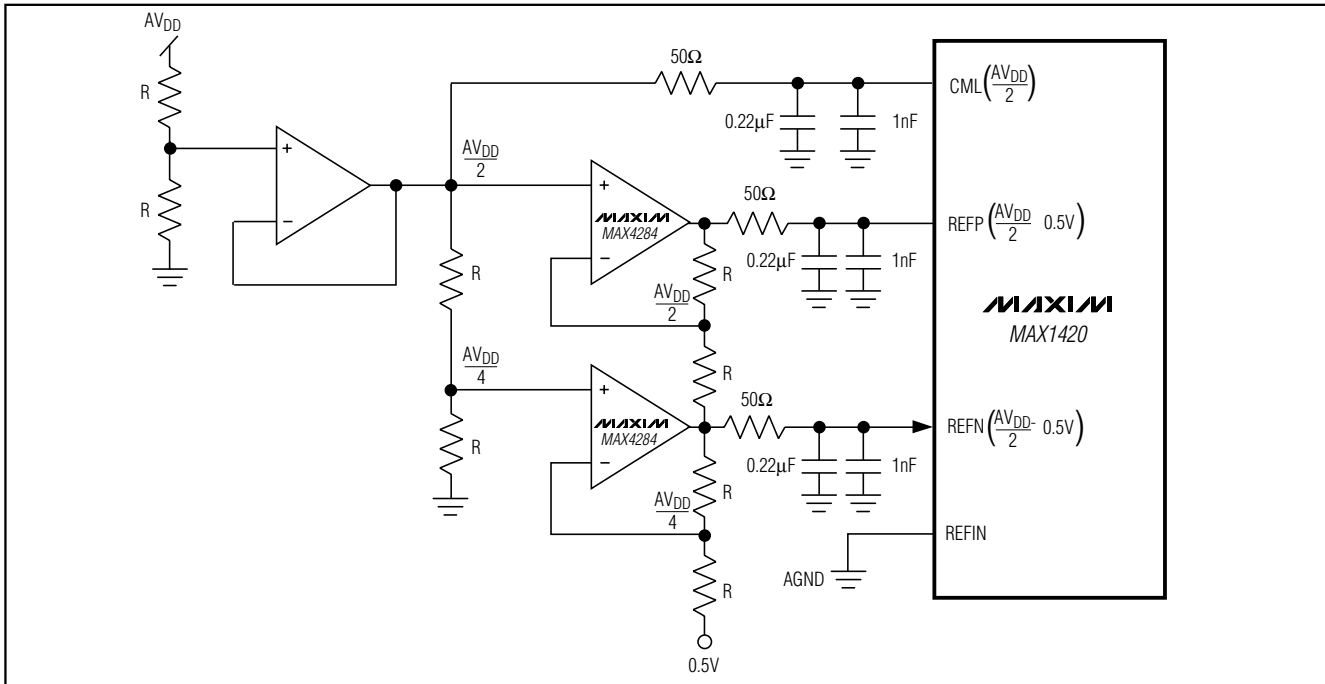 AVDD
R
R
50Ω
0.22µF
1nF
CML(AVDD/2)
AVDD/2
+
−
+
−
MAXIM
MAX4284
50Ω
0.22µF
1nF
REFP(AVDD/2 0.5V)
R
AVDD/2
R
R
MAXIM
MAX1420
AVDD/4
+
−
MAXIM
MAX4284
R
50Ω
0.22µF
1nF
REFN(AVDD-/2 0.5V)
R
AVDD/4
R
0.5V
AGND
REFIN